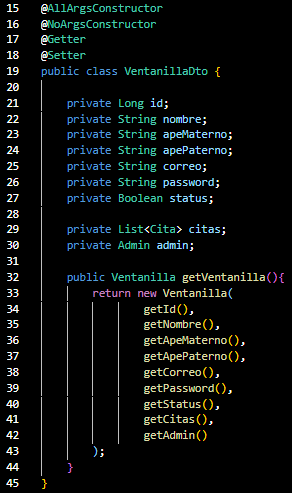 15 @AllArgsConstructor
16 @NoArgsConstructor
17 @Getter
18 @Setter
19 public class VentanillaDto {
20
21     private Long id;
22     private String nombre;
23     private String apeMaterno;
24     private String apePaterno;
25     private String correo;
26     private String password;
27     private Boolean status;
28
29     private List<Cita> citas;
30     private Admin admin;
31
32     public Ventanilla getVentanilla(){
33         return new Ventanilla(
34                 getId(),
35                 getNombre(),
36                 getApeMaterno(),
37                 getApePaterno(),
38                 getCorreo(),
39                 getPassword(),
40                 getStatus(),
41                 getCitas(),
42                 getAdmin()
43         );
44     }
45 }